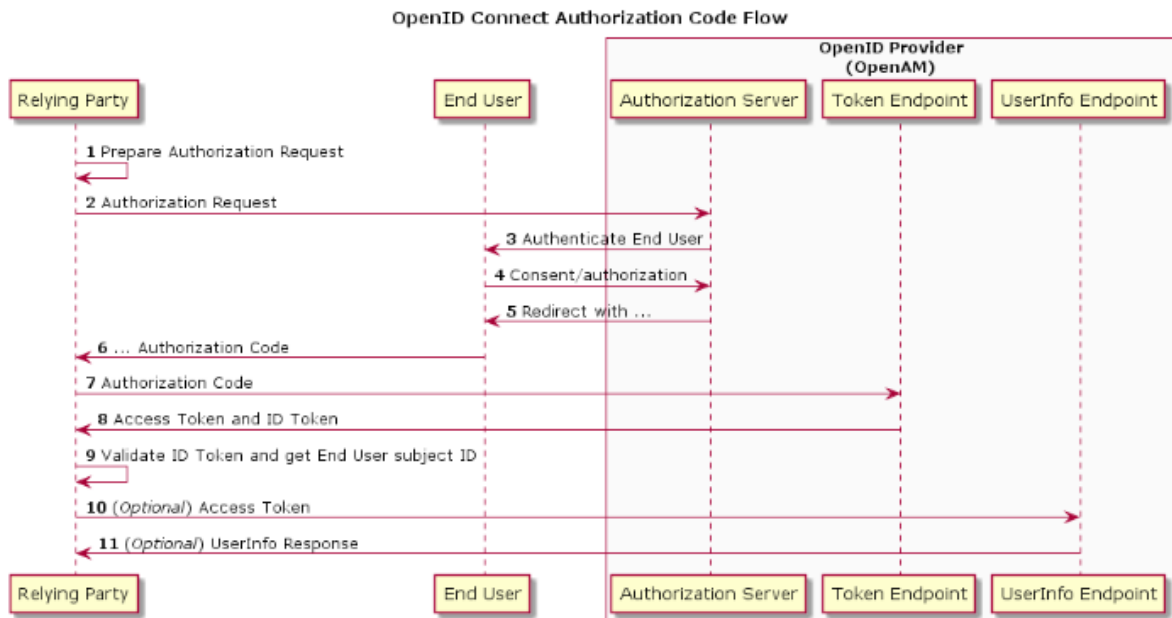 OpenID Connect Authorization Code Flow
OpenID Provider
(OpenAM)
Relying Party
End User
Authorization Server
Token Endpoint
UserInfo Endpoint
1 Prepare Authorization Request
2 Authorization Request
3 Authenticate End User
4 Consent/authorization
5 Redirect with ...
6 ... Authorization Code
7 Authorization Code
8 Access Token and ID Token
9 Validate ID Token and get End User subject ID
10 (Optional) Access Token
11 (Optional) UserInfo Response
Relying Party
End User
Authorization Server
Token Endpoint
UserInfo Endpoint